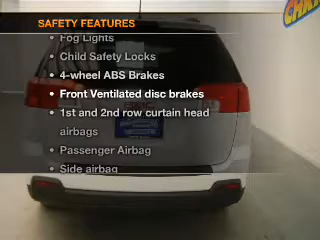 SAFETY FEATURES
• Fog Lights
• Child Safety Locks
• 4-wheel ABS Brakes
• Front Ventilated disc brakes
• 1st and 2nd row curtain head
airbags
• Passenger Airbag
• Side airbag